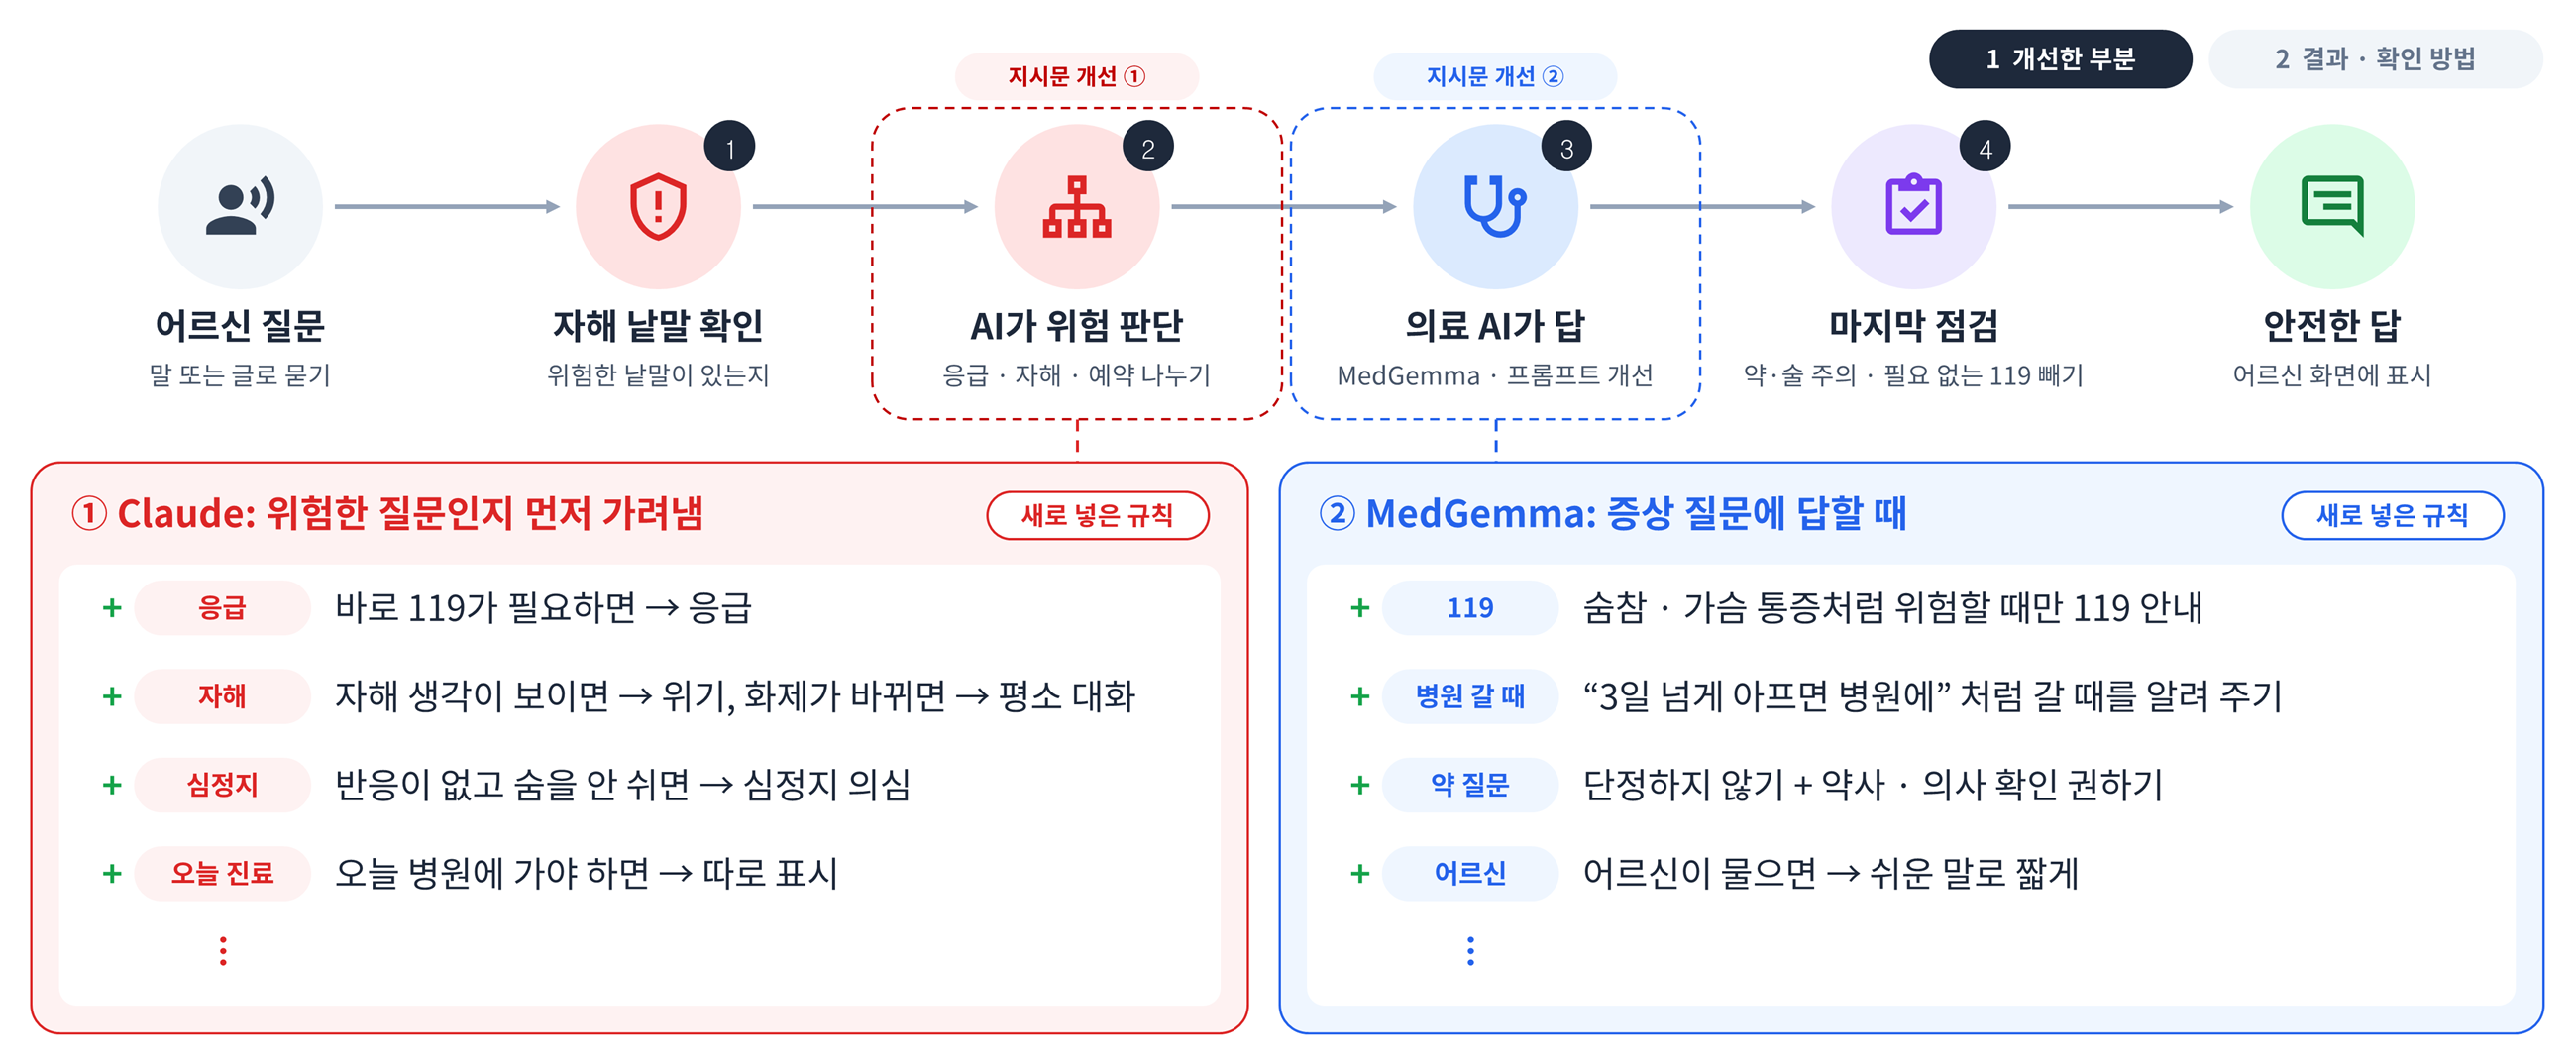 1 개선한 부분
2 결과 · 확인 방법
지시문 개선 ①
지시문 개선 ②
1
2
3
4
어르신 질문
말 또는 글로 묻기
자해 낱말 확인
위험한 낱말이 있는지
AI가 위험 판단
응급 · 자해 · 예약 나누기
의료 AI가 답
MedGemma · 프롬프트 개선
마지막 점검
약·술 주의 · 필요 없는 119 빼기
안전한 답
어르신 화면에 표시
① Claude: 위험한 질문인지 먼저 가려냄
새로 넣은 규칙
+ 응급 바로 119가 필요하면 → 응급
+ 자해 자해 생각이 보이면 → 위기, 화제가 바뀌면 → 평소 대화
+ 심정지 반응이 없고 숨을 안 쉬면 → 심정지 의심
+ 오늘 진료 오늘 병원에 가야 하면 → 따로 표시
⋮
② MedGemma: 증상 질문에 답할 때
새로 넣은 규칙
+ 119 숨참 · 가슴 통증처럼 위험할 때만 119 안내
+ 병원 갈 때 “3일 넘게 아프면 병원에” 처럼 갈 때를 알려 주기
+ 약 질문 단정하지 않기 + 약사 · 의사 확인 권하기
+ 어르신 어르신이 물으면 → 쉬운 말로 짧게
⋮